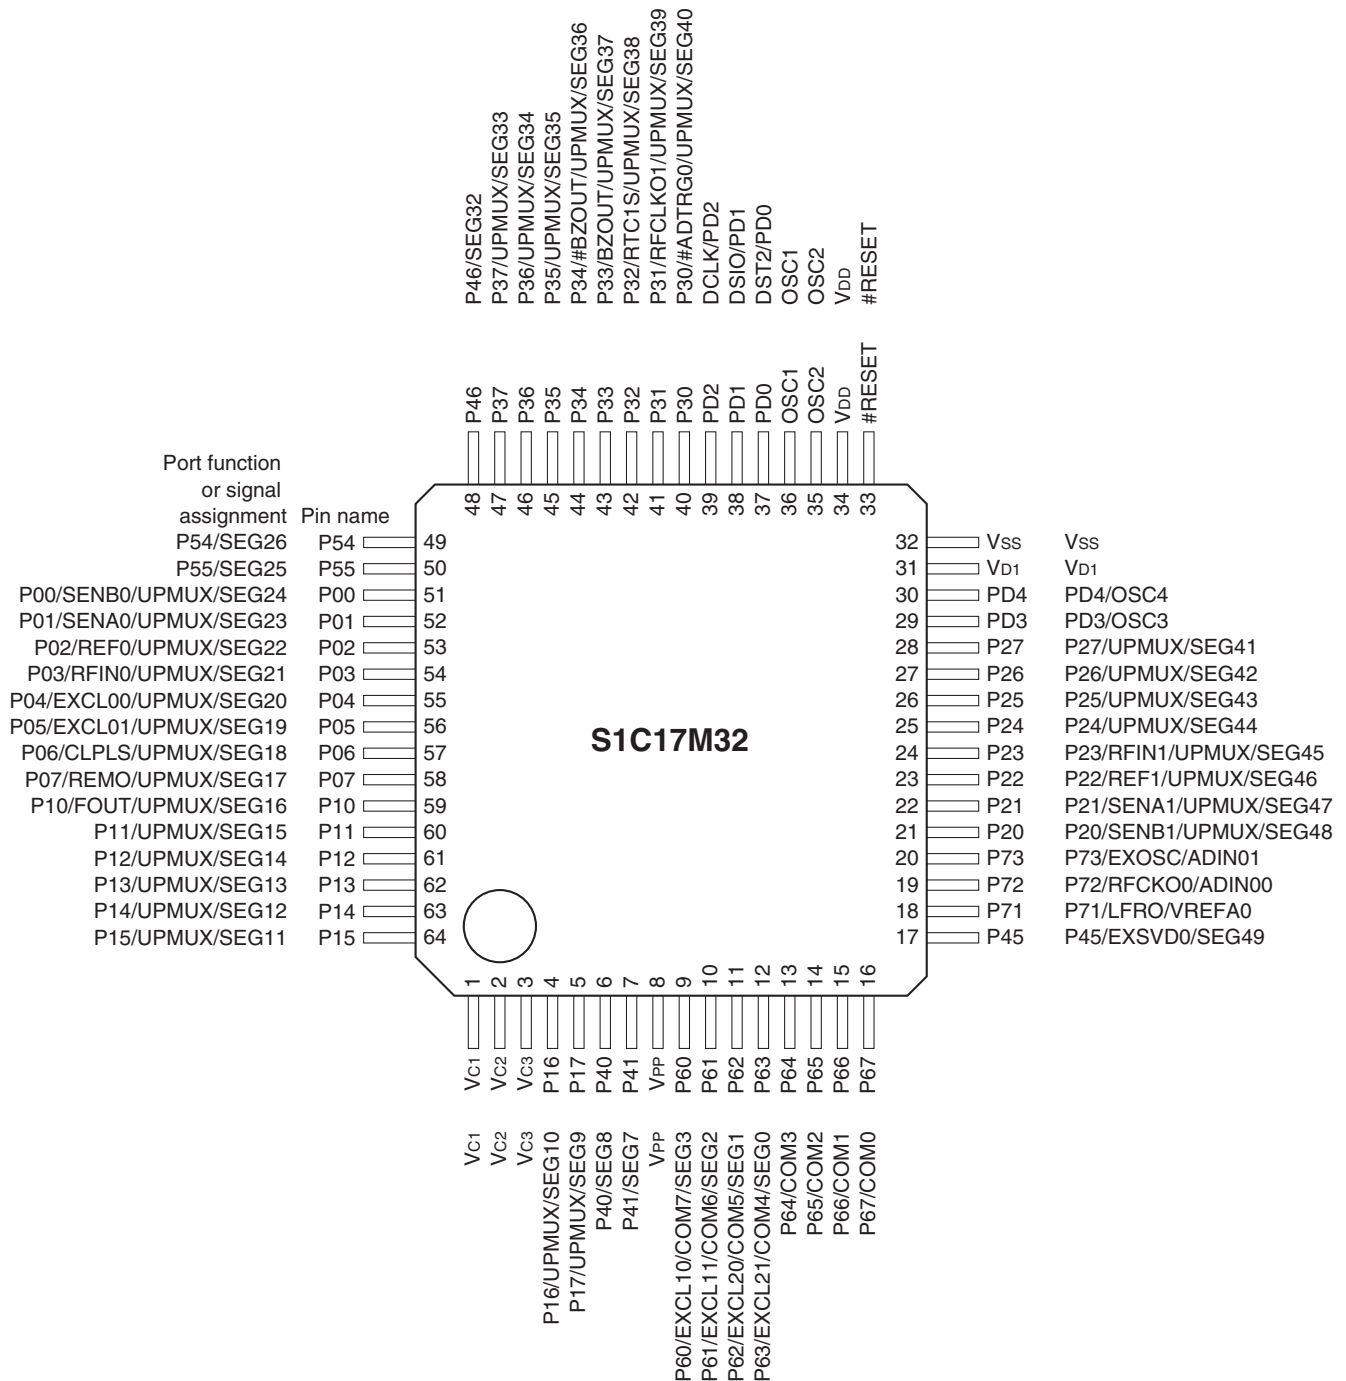 P46/SEG32
P37/UPMUX/SEG33
P36/UPMUX/SEG34
P35/UPMUX/SEG35
P34/#BZOUT/UPMUX/SEG36
P33/BZOUT/UPMUX/SEG37
P32/RTC1S/UPMUX/SEG38
P31/RFCLKO1/UPMUX/SEG39
P30/#ADTRG0/UPMUX/SEG40
DCLK/PD2
DSIO/PD1
DST2/PD0
OSC1
OSC2
VDD
#RESET
P46
P37
P36
P35
P34
P33
P32
P31
P30
PD2
PD1
PD0
OSC1
OSC2
VDD
#RESET
48 47 46 45 44 43 42 41 40 39 38 37 36 35 34 33
Port function
or signal
assignment Pin name
P54/SEG26 P54 49
P55/SEG25 P55 50
P00/SENB0/UPMUX/SEG24 P00 51
P01/SENA0/UPMUX/SEG23 P01 52
P02/REF0/UPMUX/SEG22 P02 53
P03/RFIN0/UPMUX/SEG21 P03 54
P04/EXCL00/UPMUX/SEG20 P04 55
P05/EXCL01/UPMUX/SEG19 P05 56
P06/CLPLS/UPMUX/SEG18 P06 57
P07/REMO/UPMUX/SEG17 P07 58
P10/FOUT/UPMUX/SEG16 P10 59
P11/UPMUX/SEG15 P11 60
P12/UPMUX/SEG14 P12 61
P13/UPMUX/SEG13 P13 62
P14/UPMUX/SEG12 P14 63
P15/UPMUX/SEG11 P15 64
S1C17M32
32 VSS VSS
31 VD1 VD1
30 PD4 PD4/OSC4
29 PD3 PD3/OSC3
28 P27 P27/UPMUX/SEG41
27 P26 P26/UPMUX/SEG42
26 P25 P25/UPMUX/SEG43
25 P24 P24/UPMUX/SEG44
24 P23 P23/RFIN1/UPMUX/SEG45
23 P22 P22/REF1/UPMUX/SEG46
22 P21 P21/SENA1/UPMUX/SEG47
21 P20 P20/SENB1/UPMUX/SEG48
20 P73 P73/EXOSC/ADIN01
19 P72 P72/RFCKO0/ADIN00
18 P71 P71/LFRO/VREFA0
17 P45 P45/EXSVD0/SEG49
1 2 3 4 5 6 7 8 9 10 11 12 13 14 15 16
VC1
VC2
VC3
P16
P17
P40
P41
VPP
P60
P61
P62
P63
P64
P65
P66
P67
VC1
VC2
VC3
P16/UPMUX/SEG10
P17/UPMUX/SEG9
P40/SEG8
P41/SEG7
VPP
P60/EXCL10/COM7/SEG3
P61/EXCL11/COM6/SEG2
P62/EXCL20/COM5/SEG1
P63/EXCL21/COM4/SEG0
P64/COM3
P65/COM2
P66/COM1
P67/COM0